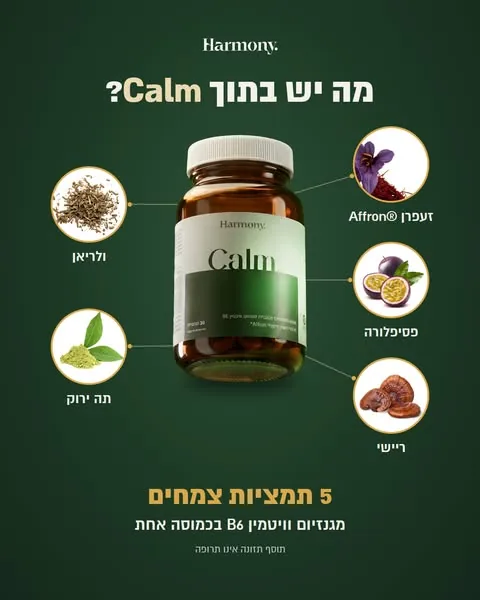 Harmony.
מה יש בתוך Calm?
זעפרן Affron®
ולריאן
Harmony.
Calm
פסיפלורה
תה ירוק
ריישי
5 תמציות צמחים
מגנזיום וויטמין B6 בכמוסה אחת
תוסף תזונה אינו תרופה